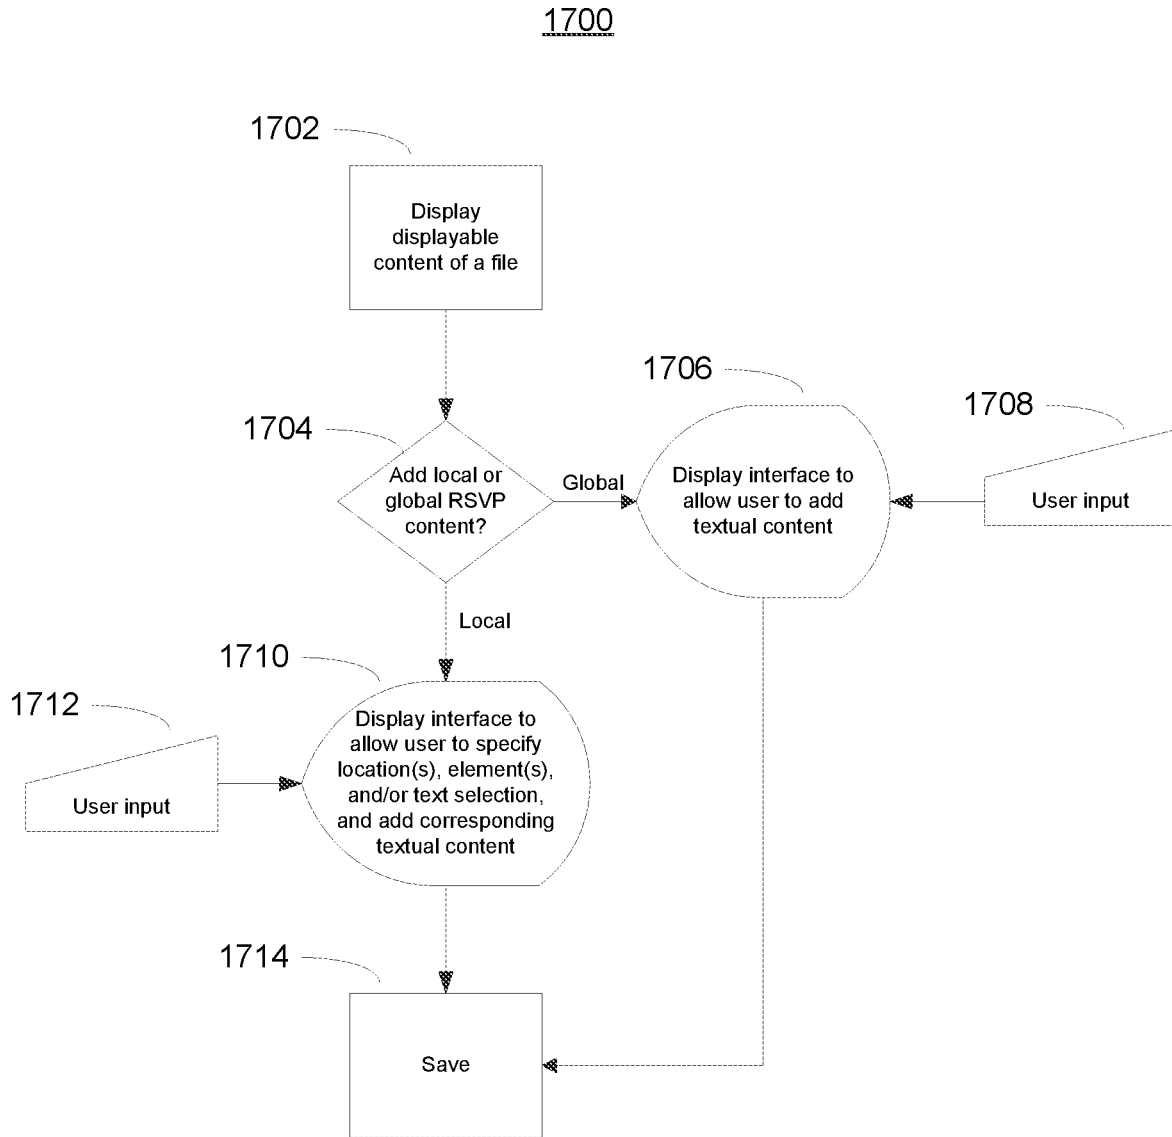 1700
1702
Display
displayable
content of a file
1704
Add local or
global RSVP
content?
Global
1706
Display interface to
allow user to add
textual content
1708
User input
Local
1710
Display interface to
allow user to specify
location(s), element(s),
and/or text selection,
and add corresponding
textual content
1712
User input
1714
Save